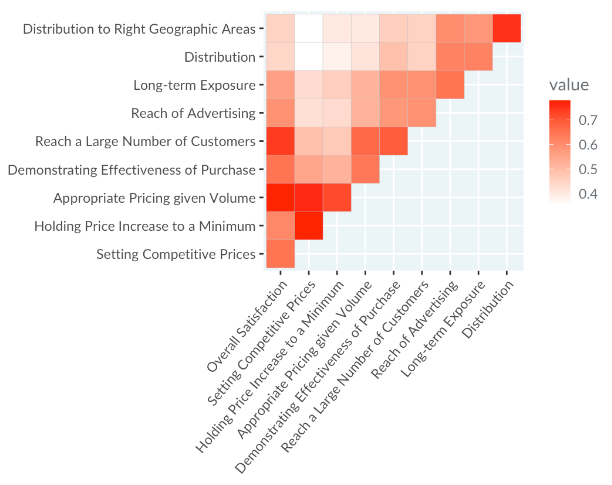 Distribution to Right Geographic Areas
Distribution
Long-term Exposure
Reach of Advertising
Reach a Large Number of Customers
Demonstrating Effectiveness of Purchase
Appropriate Pricing given Volume
Holding Price Increase to a Minimum
Setting Competitive Prices
Overall Satisfaction
Setting Competitive Prices
Holding Price Increase to a Minimum
Appropriate Pricing given Volume
Demonstrating Effectiveness of Purchase
Reach a Large Number of Customers
Reach of Advertising
Long-term Exposure
Distribution
value
0.7
0.6
0.5
0.4